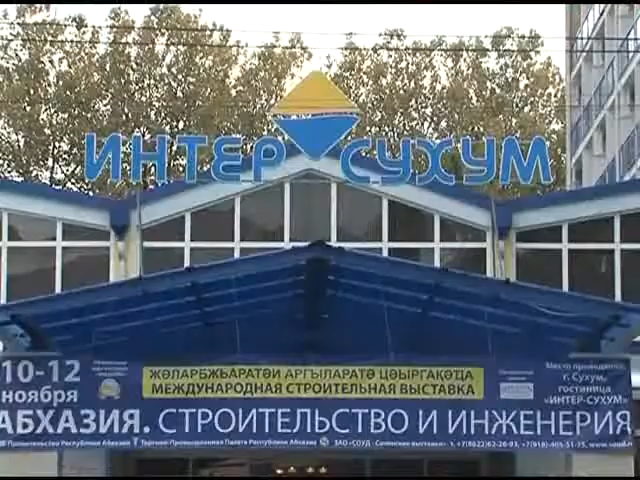 ИНТЕР СУХУМ
10-12
ноября
ЖӘЛАРБЖЬАРАТӘИ АРГЫЛАРАТӘ ЦӘЫРГАҚӘҴА
МЕЖДУНАРОДНАЯ СТРОИТЕЛЬНАЯ ВЫСТАВКА
Место проведения:
г. Сухум,
гостиница
«ИНТЕР-СУХУМ»
АБХАЗИЯ. СТРОИТЕЛЬСТВО И ИНЖЕНЕРИЯ
Правительство Республики Абхазия Торгово-Промышленная Палата Республики Абхазия ЗАО «СОУД - Сочинские выставки»